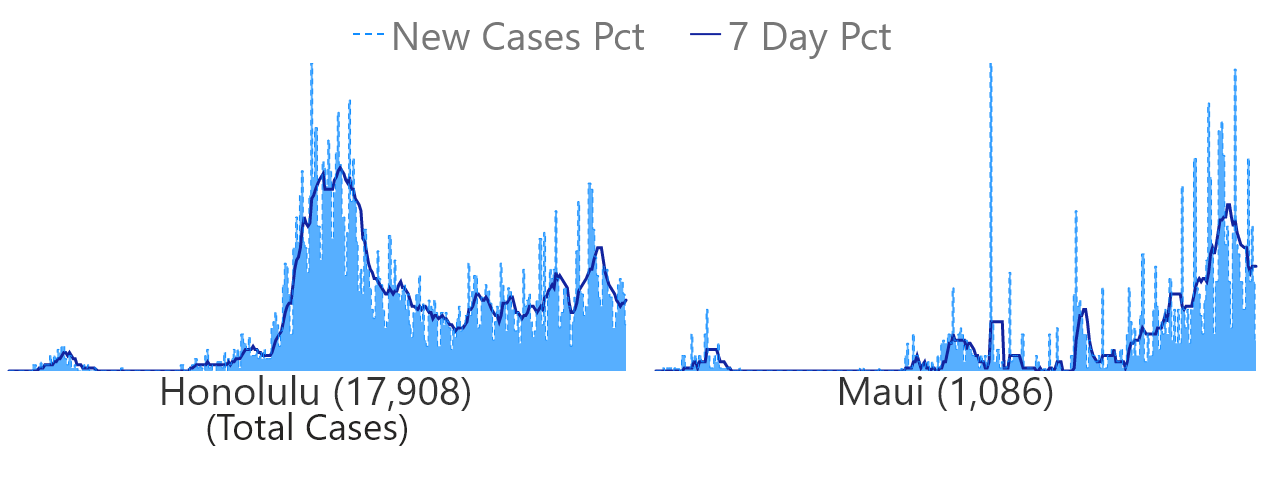 New Cases Pct 7 Day Pct
Honolulu (17,908)
(Total Cases)
Maui (1,086)